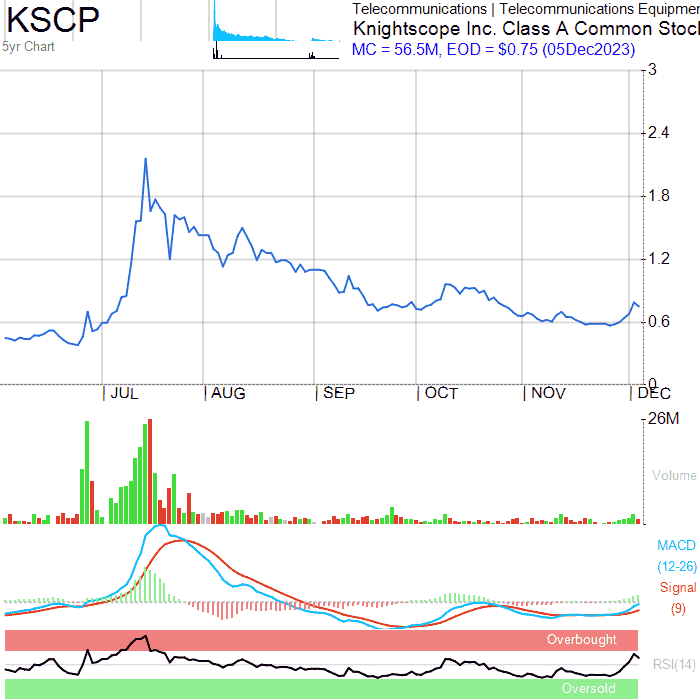 KSCP
5yr Chart
Telecommunications | Telecommunications Equipmen
Knightscope Inc. Class A Common Stoc
MC = 56.5M, EOD = $0.75 (05Dec2023)
3
2.4
1.8
1.2
0.6
0
| JUL | AUG | SEP | OCT | NOV | DEC
26M
Volume
MACD
(12-26)
Signal
(9)
Overbought
RSI(14)
Oversold